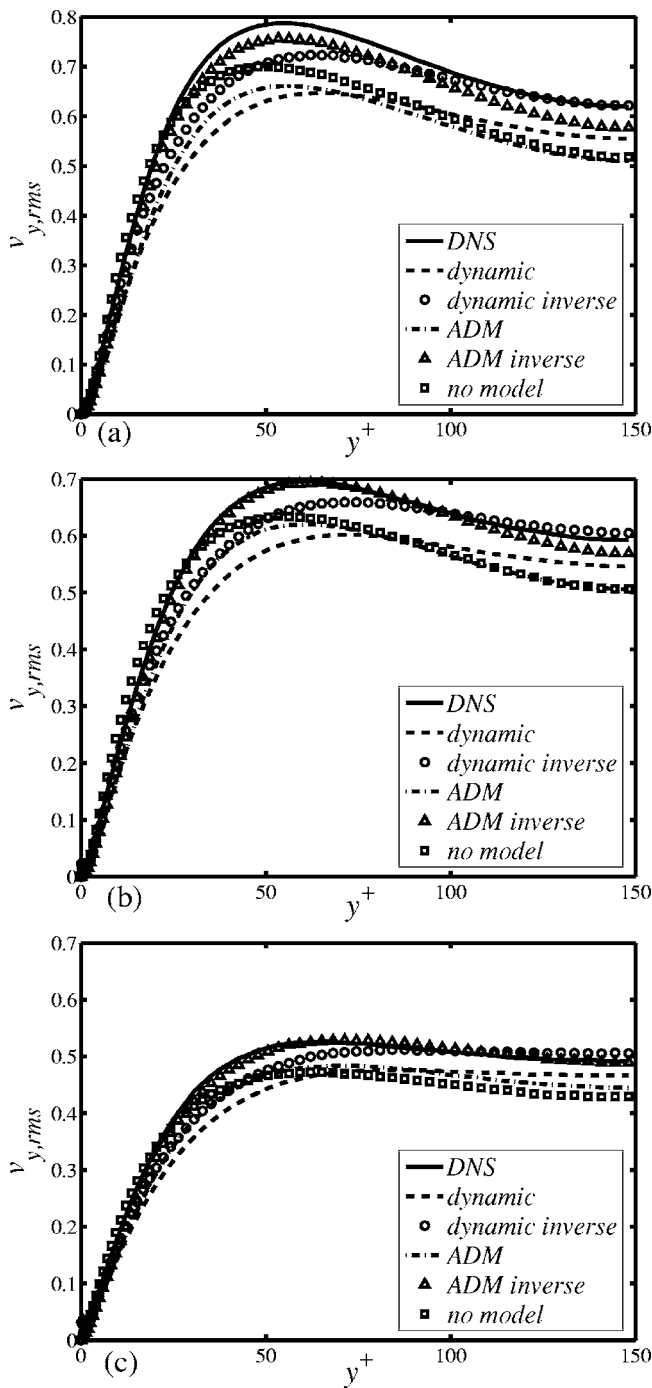 0.8
0.7
0.6
0.5
0.4
0.3
0.2
0.1
0
v y,rms
DNS
dynamic
dynamic inverse
ADM
ADM inverse
no model
0 50 100 150
(a) y+
0.7
0.6
0.5
0.4
0.3
0.2
0.1
0
v y,rms
DNS
dynamic
dynamic inverse
ADM
ADM inverse
no model
0 50 100 150
(b) y+
0.7
0.6
0.5
0.4
0.3
0.2
0.1
0
v y,rms
DNS
dynamic
dynamic inverse
ADM
ADM inverse
no model
0 50 100 150
(c) y+